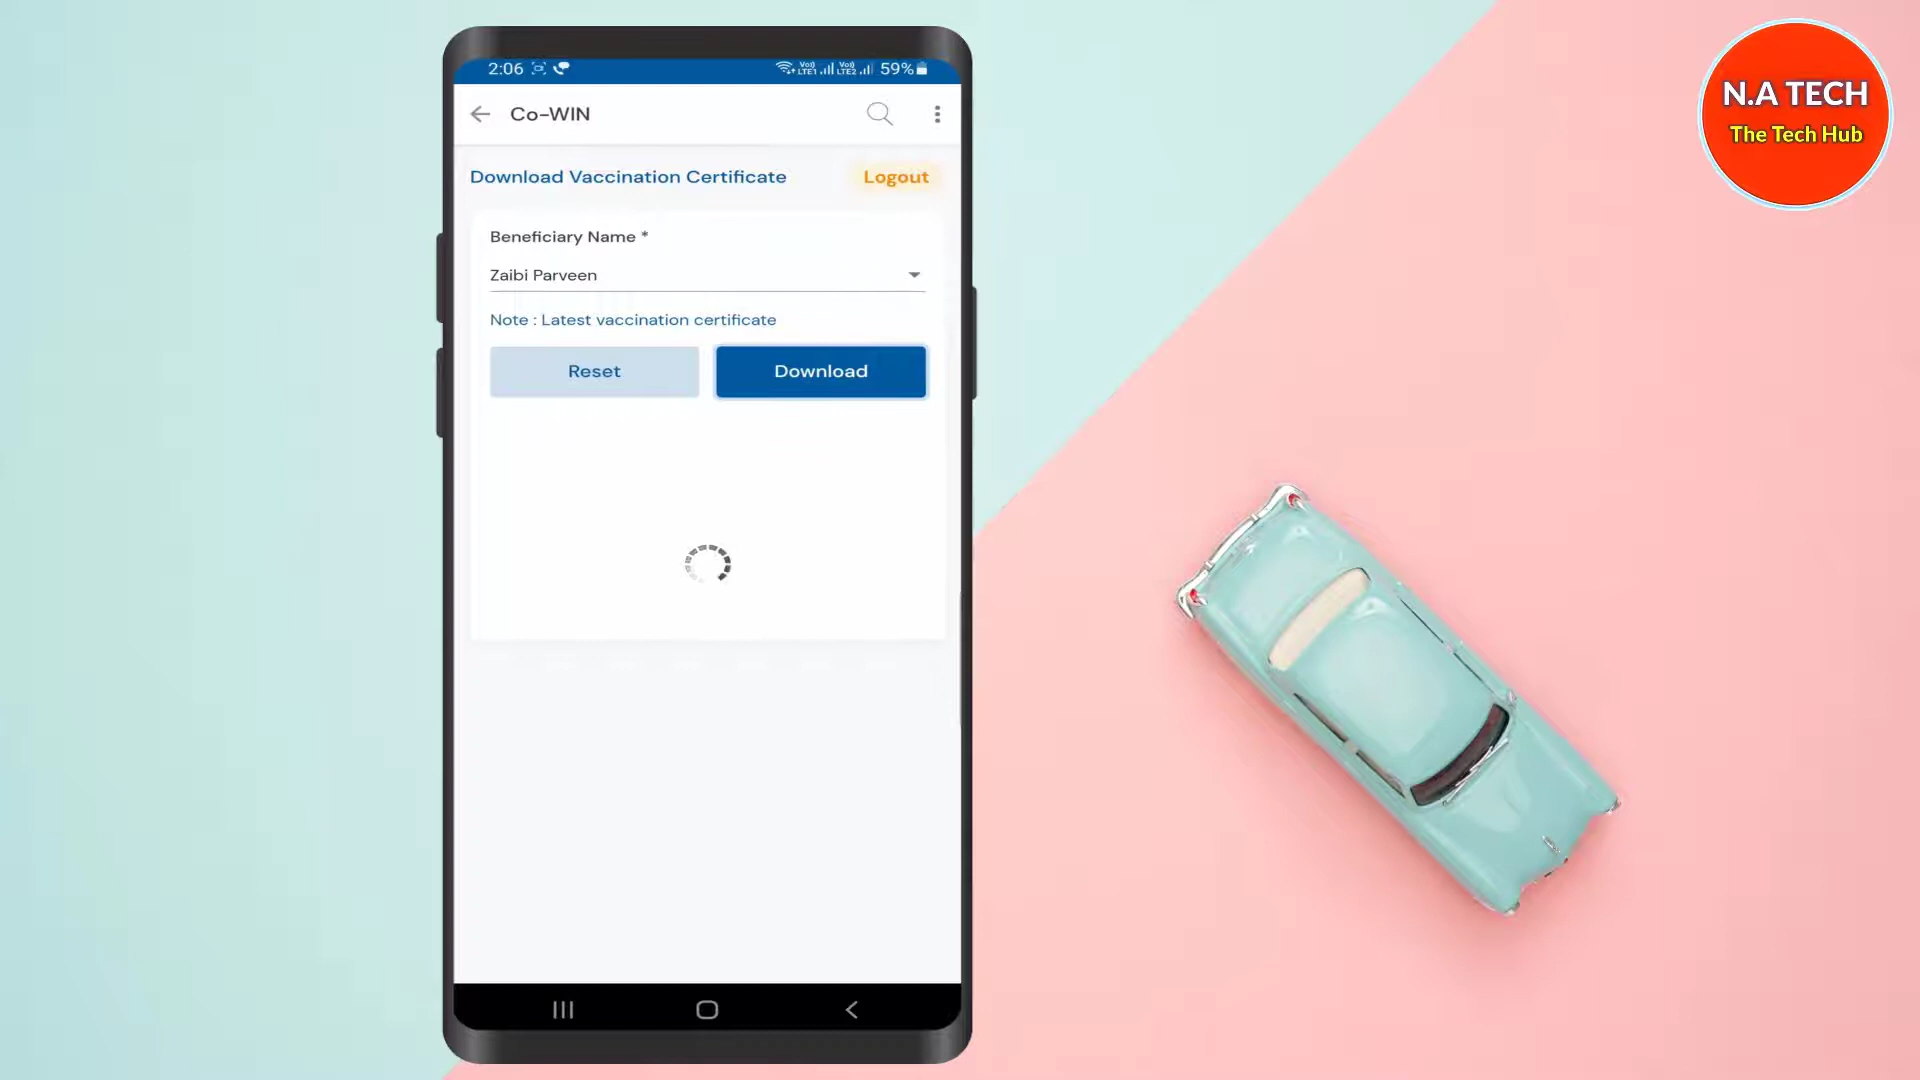 2:06 59%
Co-WIN
Download Vaccination Certificate Logout
Beneficiary Name *
Zaibi Parveen
Note : Latest vaccination certificate
Reset Download
N.A TECH
The Tech Hub